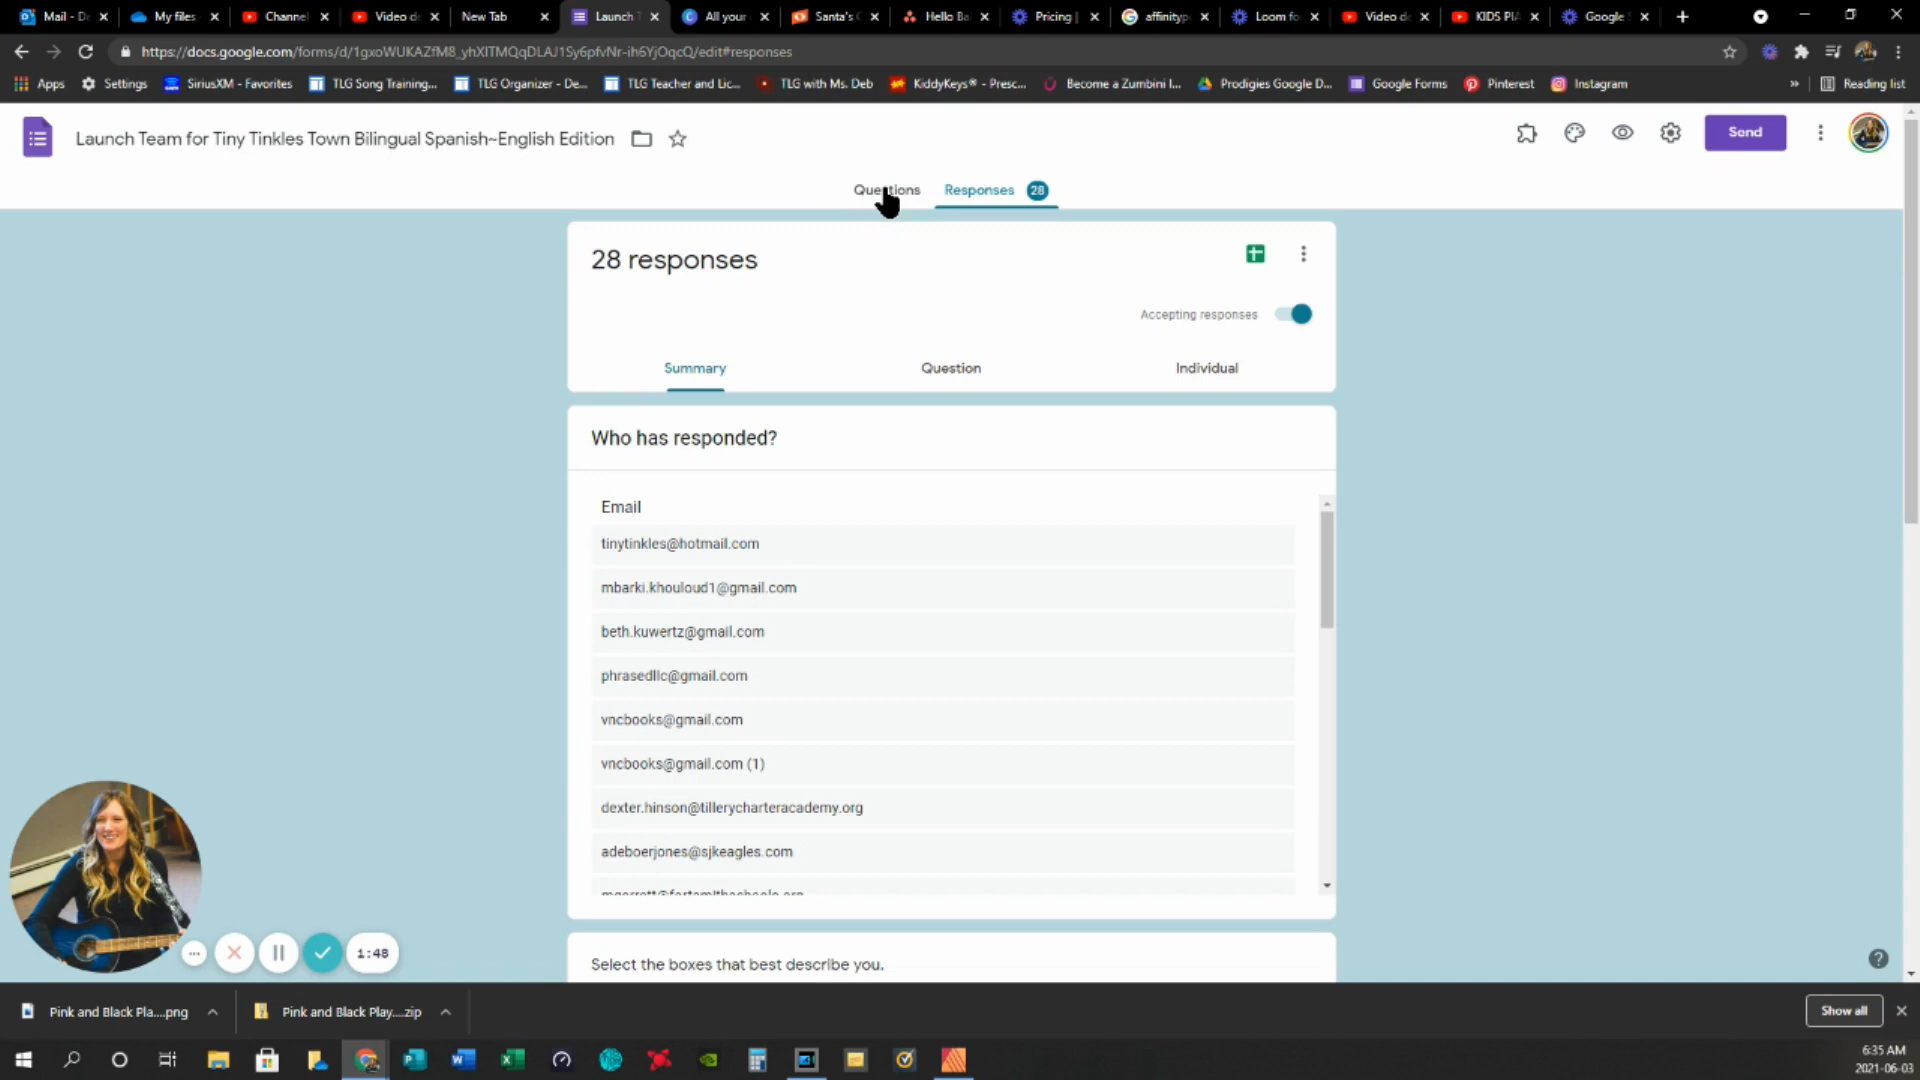 Mail - De
My files -
Channel
Video de
New Tab
Launch T
All your
Santa's C
Hello Ba
Pricing |
affinityp
Loom fo
Video de
KIDS PIA
Google S
https://docs.google.com/forms/d/1gxoWUKAZfM8_yhXITMQqDLAJ1Sy6pfvNr-ih6YjOqcQ/edit#responses
Apps
Settings
SiriusXM - Favorites
TLG Song Training...
TLG Organizer - De...
TLG Teacher and Lic...
TLG with Ms. Deb
KiddyKeys® - Presc...
Become a Zumbini I...
Prodigies Google D...
Google Forms
Pinterest
Instagram
»
Reading list
Launch Team for Tiny Tinkles Town Bilingual Spanish~English Edition
Send
Questions
Responses 28
28 responses
Accepting responses
Summary
Question
Individual
Who has responded?
Email
tinytinkles@hotmail.com
mbarki.khouloud1@gmail.com
beth.kuwertz@gmail.com
phrasedllc@gmail.com
vncbooks@gmail.com
vncbooks@gmail.com (1)
dexter.hinson@tillerycharteracademy.org
adeboerjones@sjkeagles.com
Select the boxes that best describe you.
1:48
Pink and Black Pla....png
Pink and Black Play....zip
Show all
6:35 AM
2021-06-03